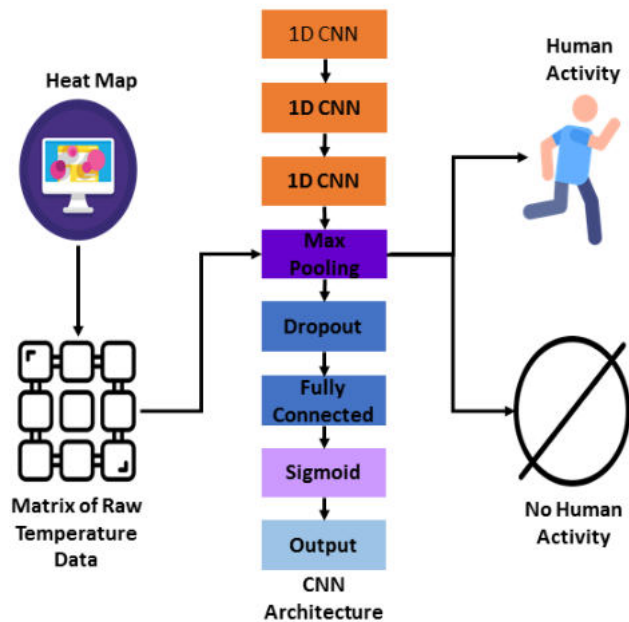 Heat Map
Matrix of Raw
Temperature
Data
1D CNN
1D CNN
1D CNN
Max
Pooling
Dropout
Fully
Connected
Sigmoid
Output
CNN
Architecture
Human
Activity
No Human
Activity